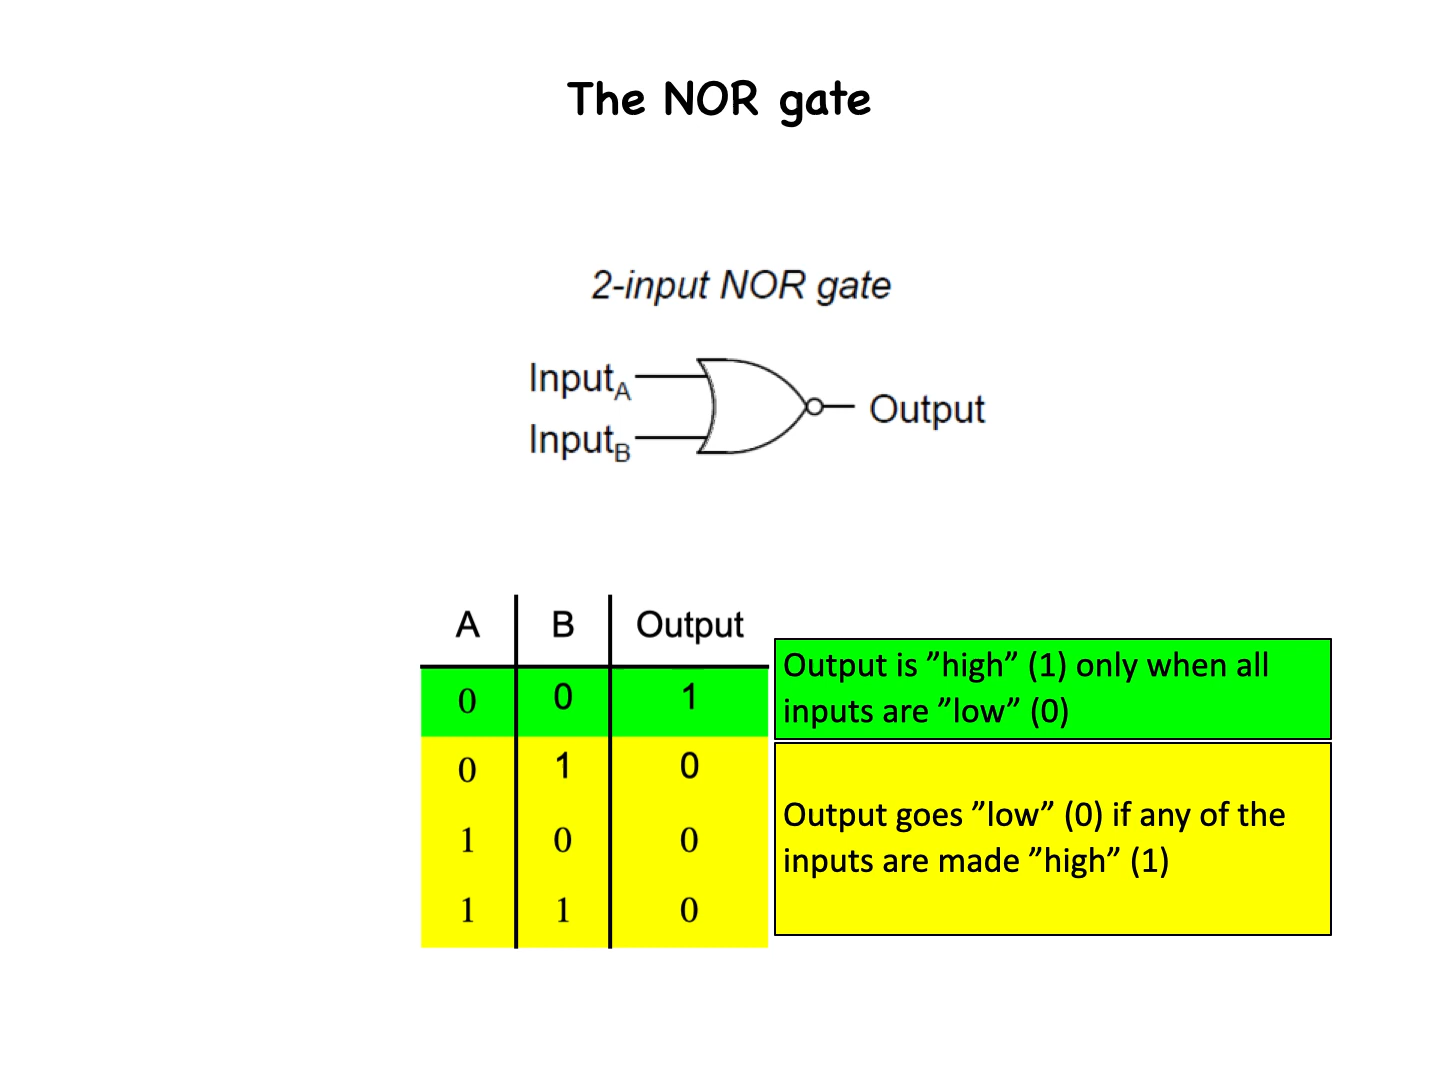 The NOR gate
2-input NOR gate
InputA
Output
InputB
A B Output
0 0 1
0 1 0
1 0 0
1 1 0
Output is ”high” (1) only when all
inputs are ”low” (0)
Output goes ”low” (0) if any of the
inputs are made ”high” (1)